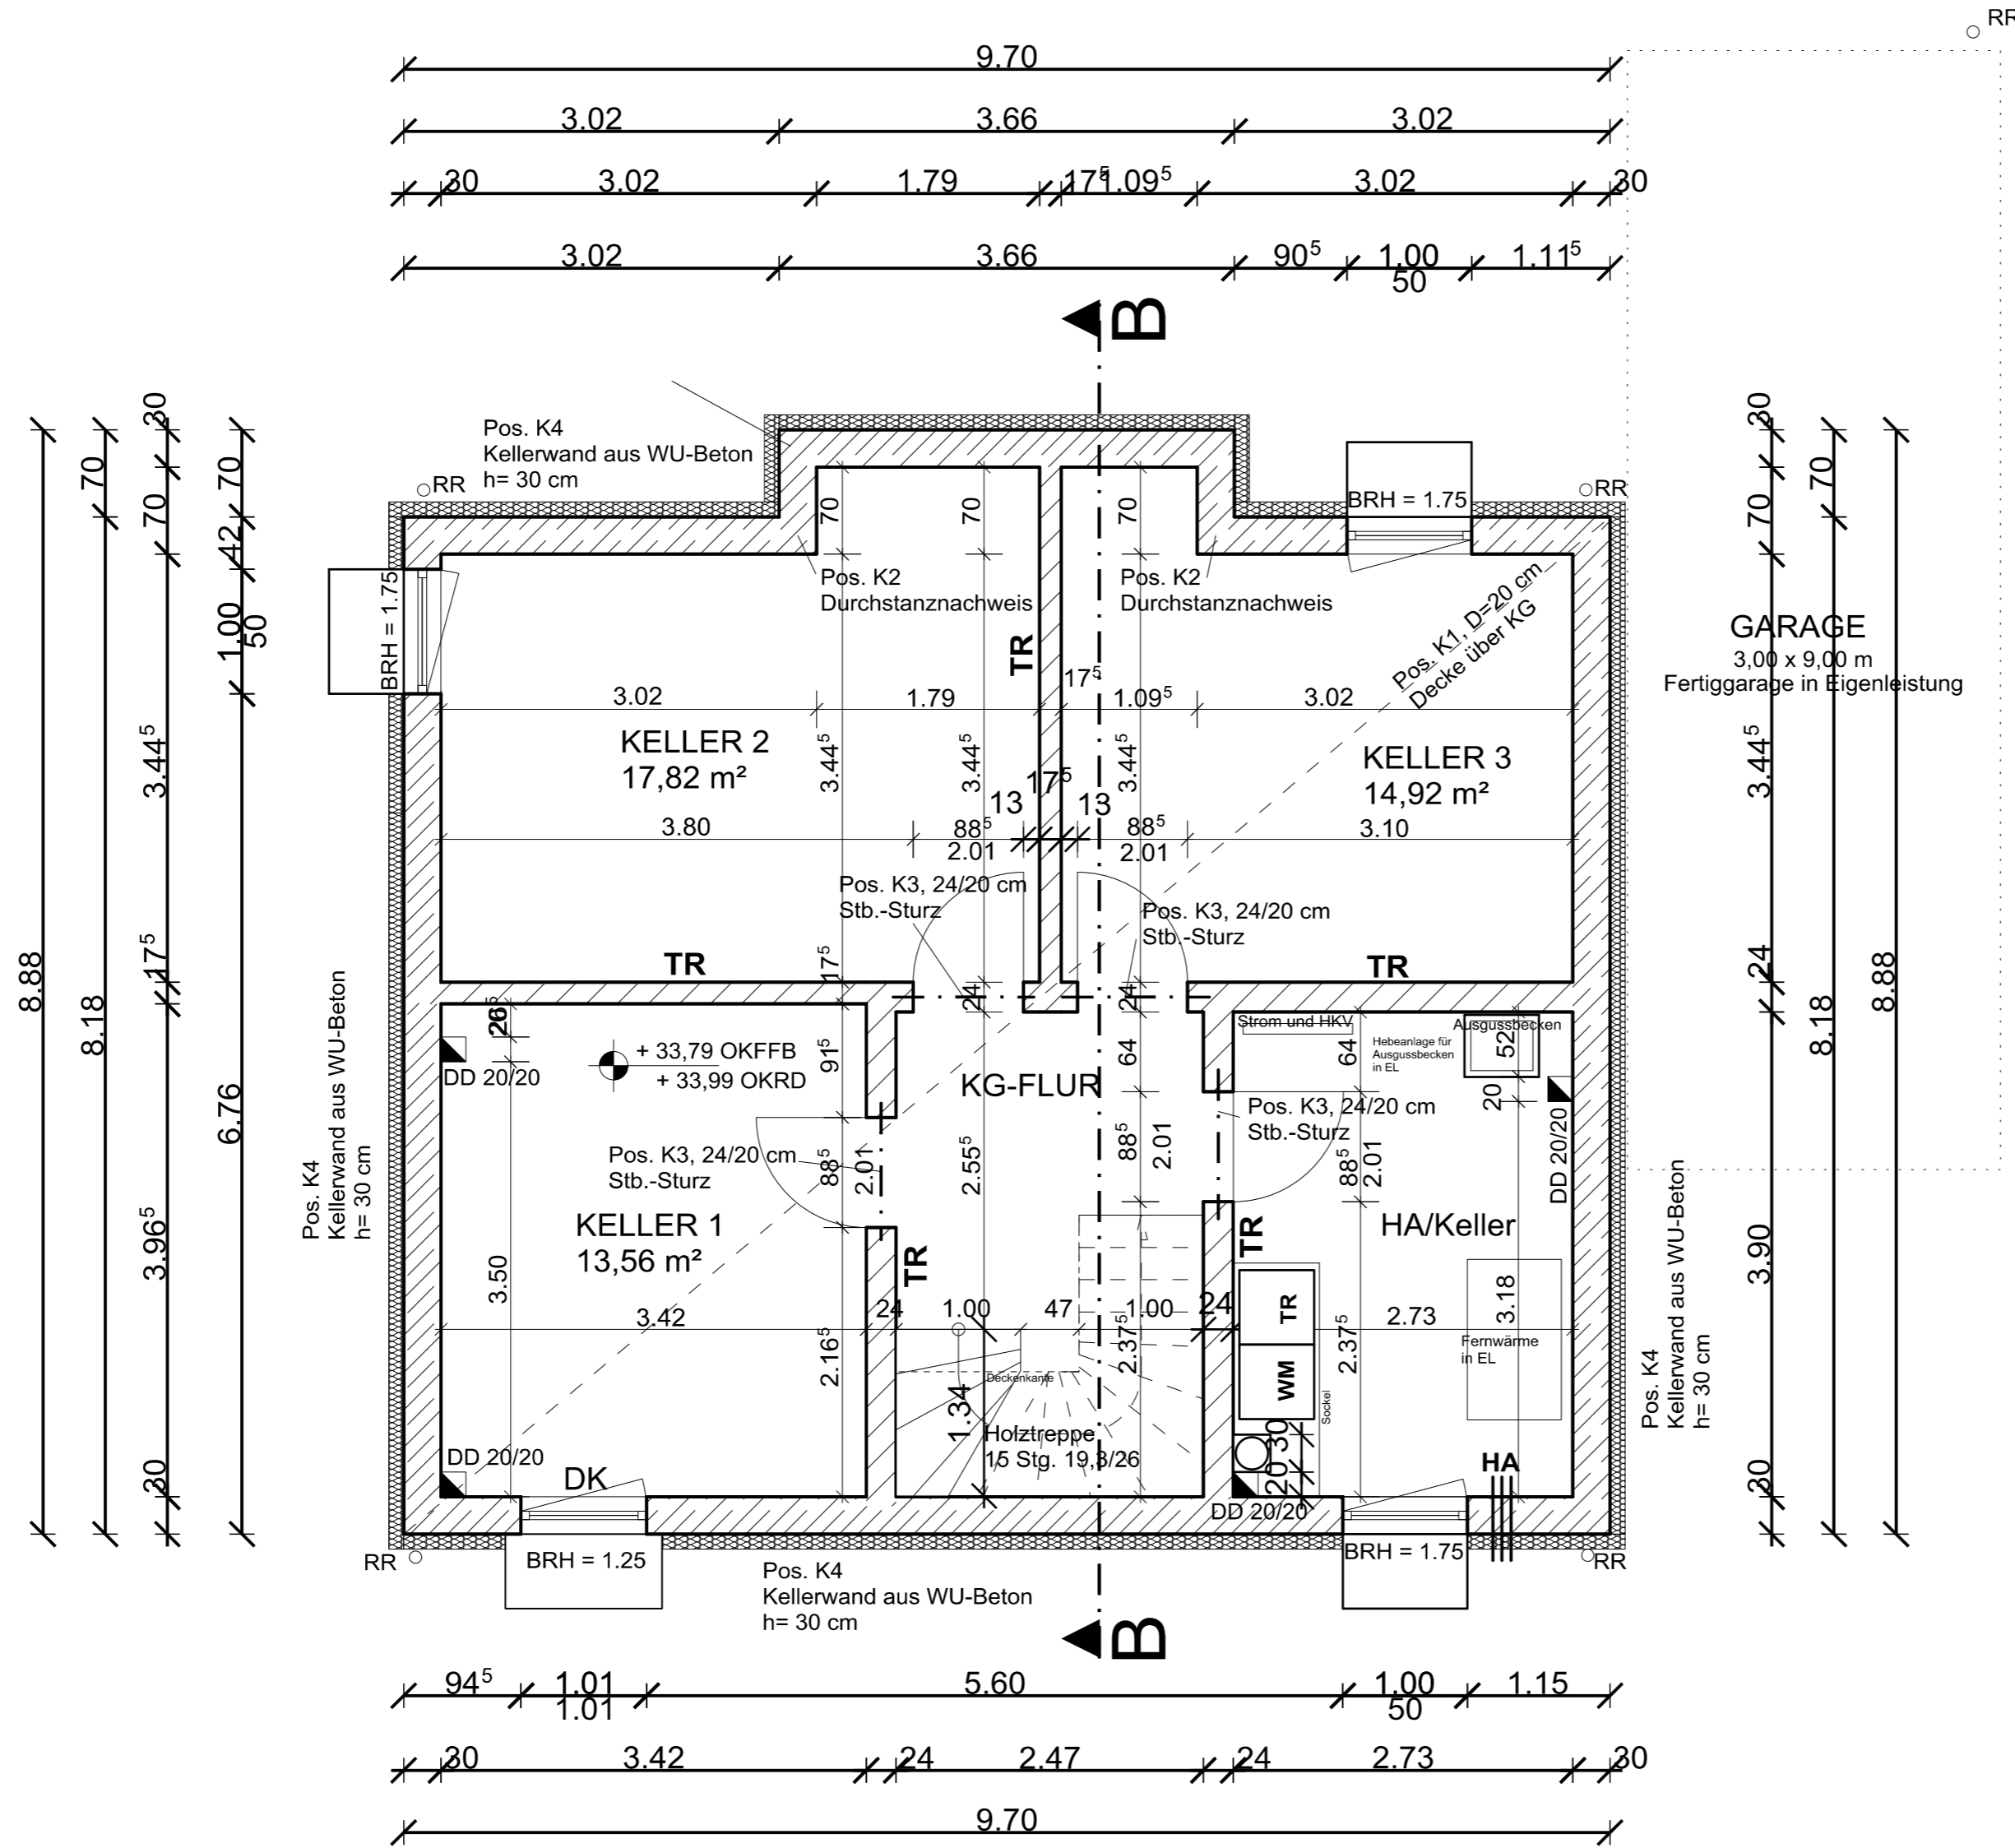 RR
9.70
3.02 3.66 3.02
30 3.02 1.79 17⁵ 1.09⁵ 3.02 30
3.02 3.66 90⁵ 1.00 1.11⁵
50
B
Pos. K4
Kellerwand aus WU-Beton
h= 30 cm
RR
RR
BRH = 1.75
30
70
70
70
70
42
1.00
50
3.44⁵
17⁵
8.88
8.18
6.76
3.96⁵
30
BRH = 1.75
70
70
70
Pos. K2
Durchstanznachweis
Pos. K2
Durchstanznachweis
TR
Pos. K1, D=20 cm
Decke über KG
17⁵
3.02 1.79 1.09⁵ 3.02
KELLER 2
17,82 m²
3.44⁵
3.44⁵
3.44⁵
KELLER 3
14,92 m²
13 17⁵ 13
3.80 88⁵ 88⁵ 3.10
2.01 2.01
Pos. K3, 24/20 cm
Stb.-Sturz
Pos. K3, 24/20 cm
Stb.-Sturz
TR
TR
17⁵
24
24
GARAGE
3,00 x 9,00 m
Fertiggarage in Eigenleistung
30
70
70
3.44⁵
24
8.18
8.88
3.90
30
Pos. K4
Kellerwand aus WU-Beton
h= 30 cm
26⁵
DD 20/20
+ 33,79 OKFFB
+ 33,99 OKRD
91⁵
KG-FLUR
64
Strom und HKV
64
Ausgussbecken
Hebeanlage für
Ausgussbecken
in EL
52
20
DD 20/20
Pos. K3, 24/20 cm
Stb.-Sturz
Pos. K3, 24/20 cm
Stb.-Sturz
88⁵
2.01
2.55⁵
88⁵
2.01
88⁵
2.01
KELLER 1
13,56 m²
HA/Keller
TR
TR
3.50
3.42 24 1.00 47 1.00 24 2.73
2.16⁵
2.37⁵
2.37⁵
3.18
TR
WM
Sockel
Fernwärme
in EL
Deckenkante
1.34
Holztreppe
15 Stg. 19,3/26
30
20
DD 20/20
DK
DD 20/20
HA
Pos. K4
Kellerwand aus WU-Beton
h= 30 cm
RR
BRH = 1.25
BRH = 1.75
RR
Pos. K4
Kellerwand aus WU-Beton
h= 30 cm
B
94⁵ 1.01 5.60 1.00 1.15
1.01 50
30 3.42 24 2.47 24 2.73 30
9.70